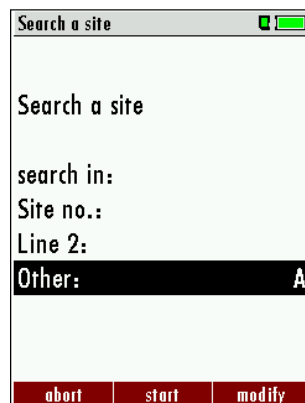 Search a site
Search a site
search in:
Site no.:
Line 2:
Other: A
abort start modify